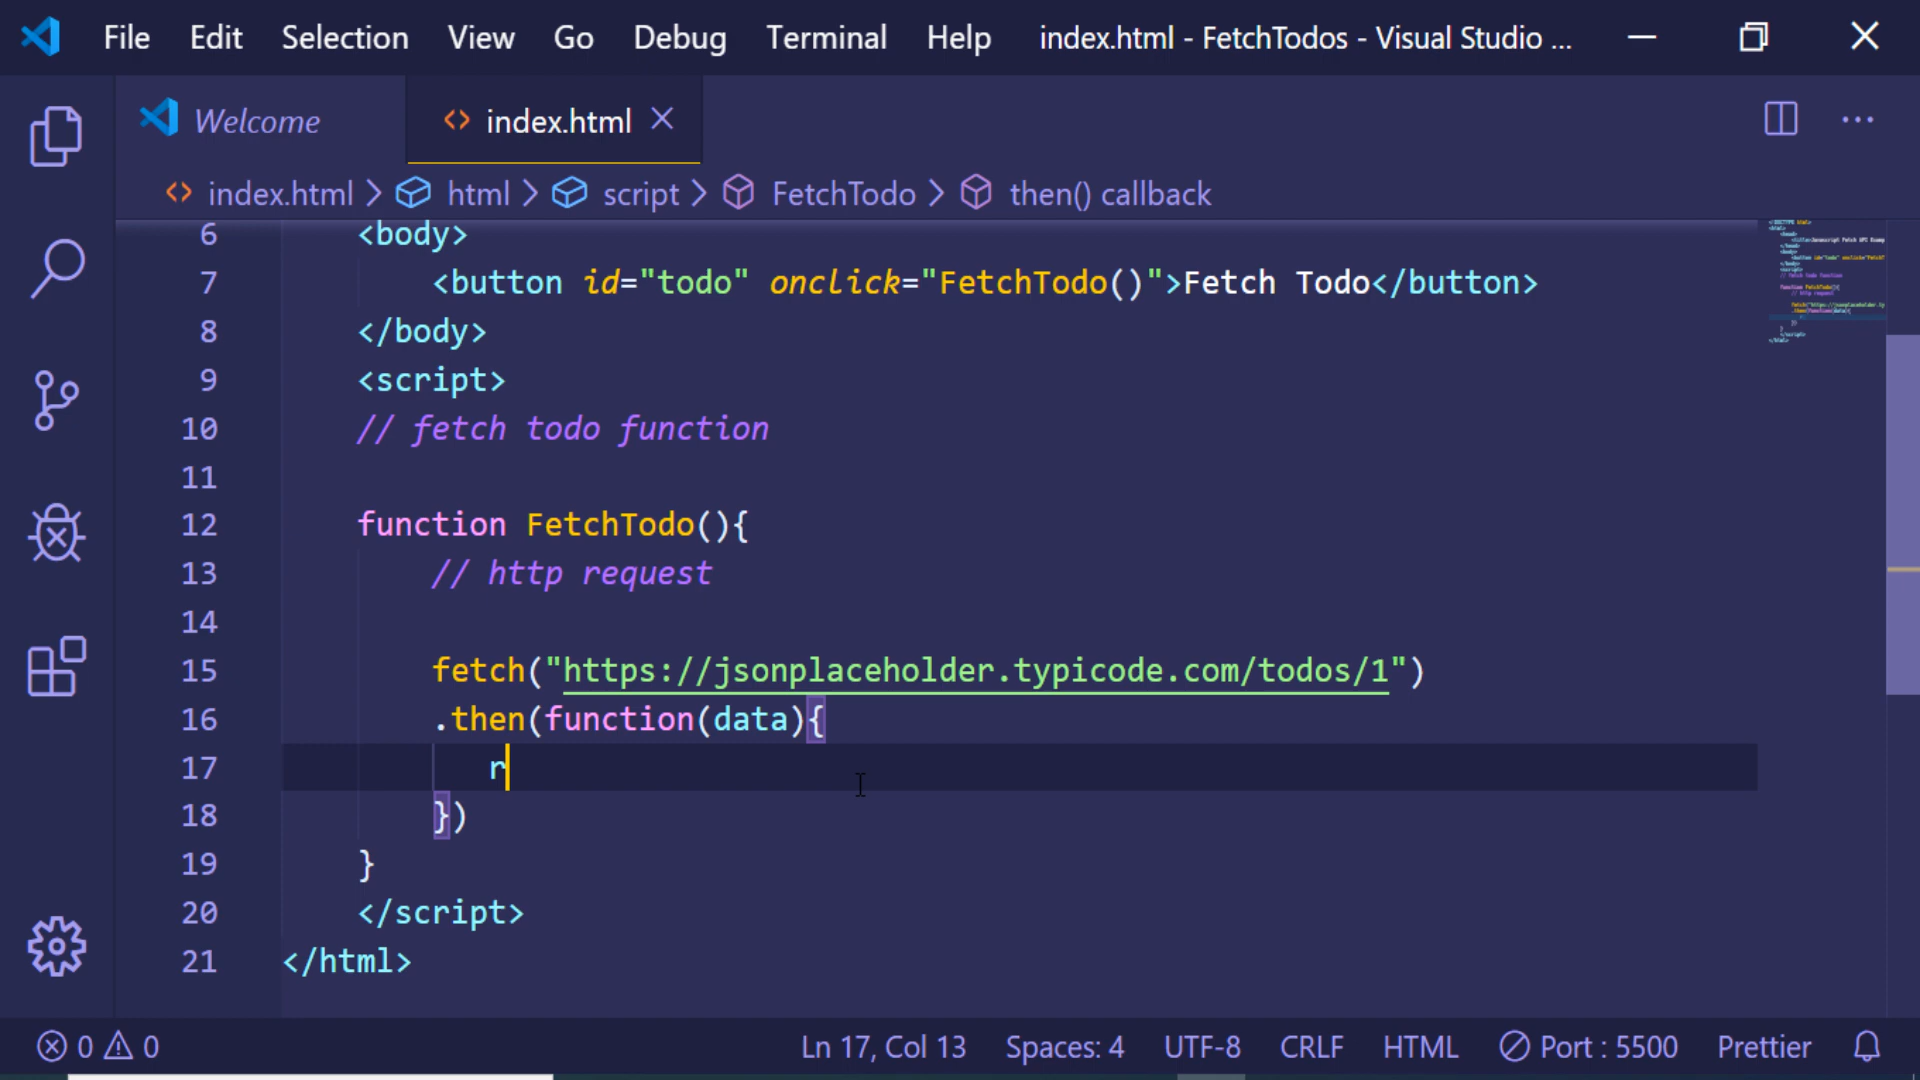 File Edit Selection View Go Debug Terminal Help index.html - FetchTodos - Visual Studio ...
Welcome index.html
index.html html script FetchTodo then() callback
6 <body>
7 <button id="todo" onclick="FetchTodo()">Fetch Todo</button>
8 </body>
9 <script>
10 // fetch todo function
11
12 function FetchTodo(){
13 // http request
14
15 fetch("https://jsonplaceholder.typicode.com/todos/1")
16 .then(function(data){
17 r
18 })
19 }
20 </script>
21 </html>
0 0 Ln 17, Col 13 Spaces: 4 UTF-8 CRLF HTML Port : 5500 Prettier